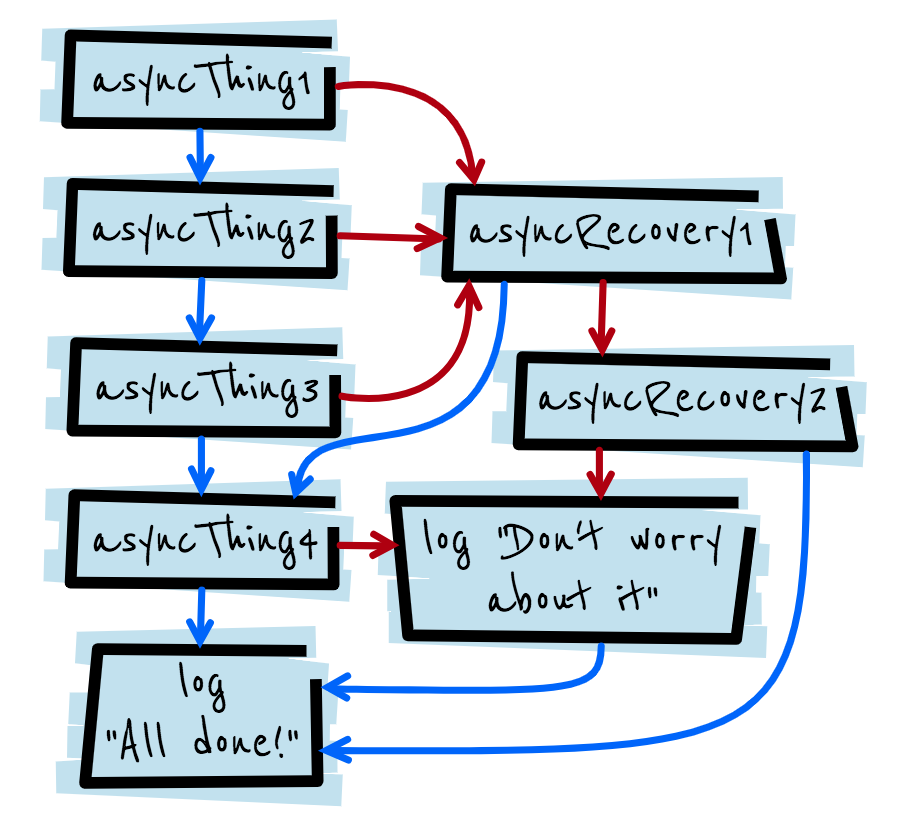 asyncThing1
asyncThing2
asyncRecovery1
asyncThing3
asyncRecovery2
asyncThing4
log "Don't worry
about it"
log
"All done!"